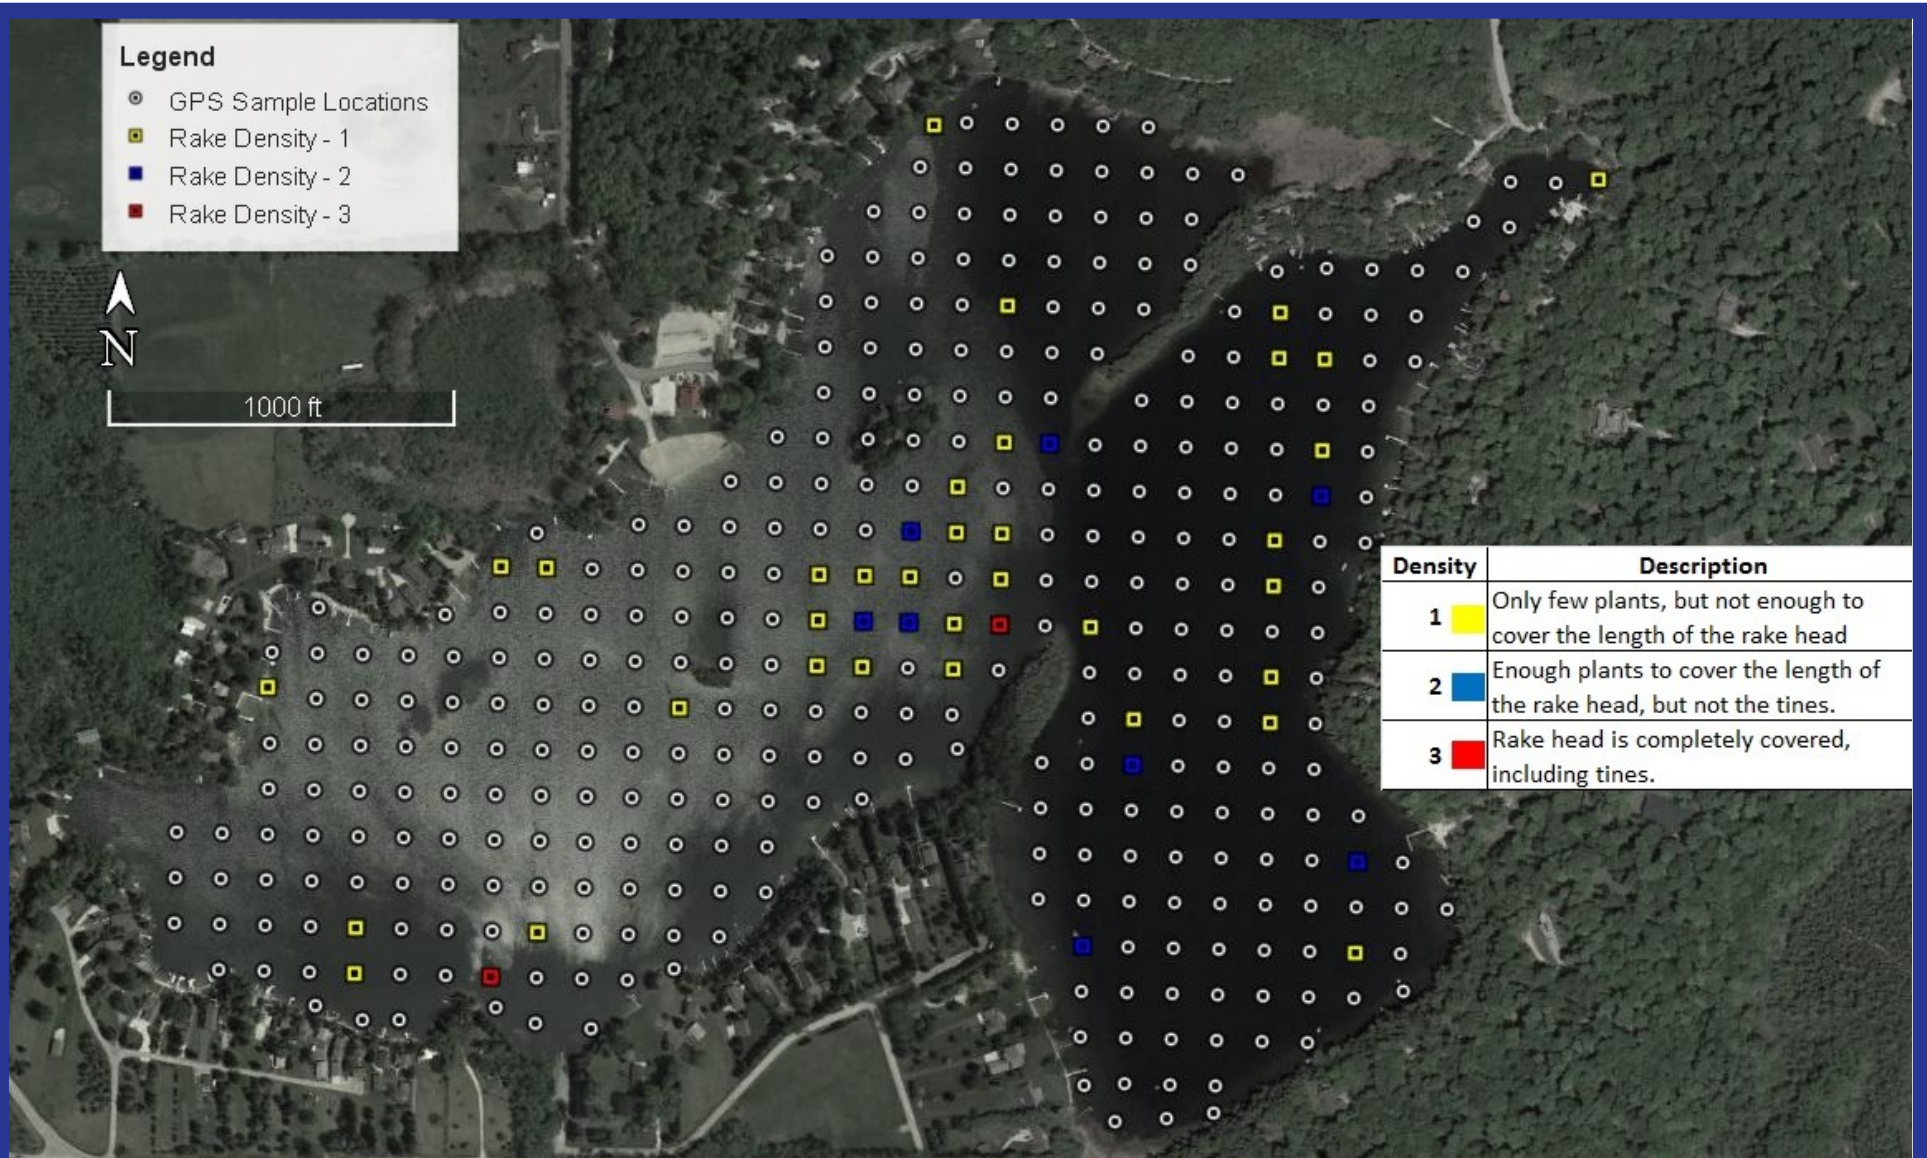 Legend
GPS Sample Locations
Rake Density - 1
Rake Density - 2
Rake Density - 3
N
1000 ft
Density Description
1 Only few plants, but not enough to
cover the length of the rake head
2 Enough plants to cover the length of
the rake head, but not the tines.
3 Rake head is completely covered,
including tines.